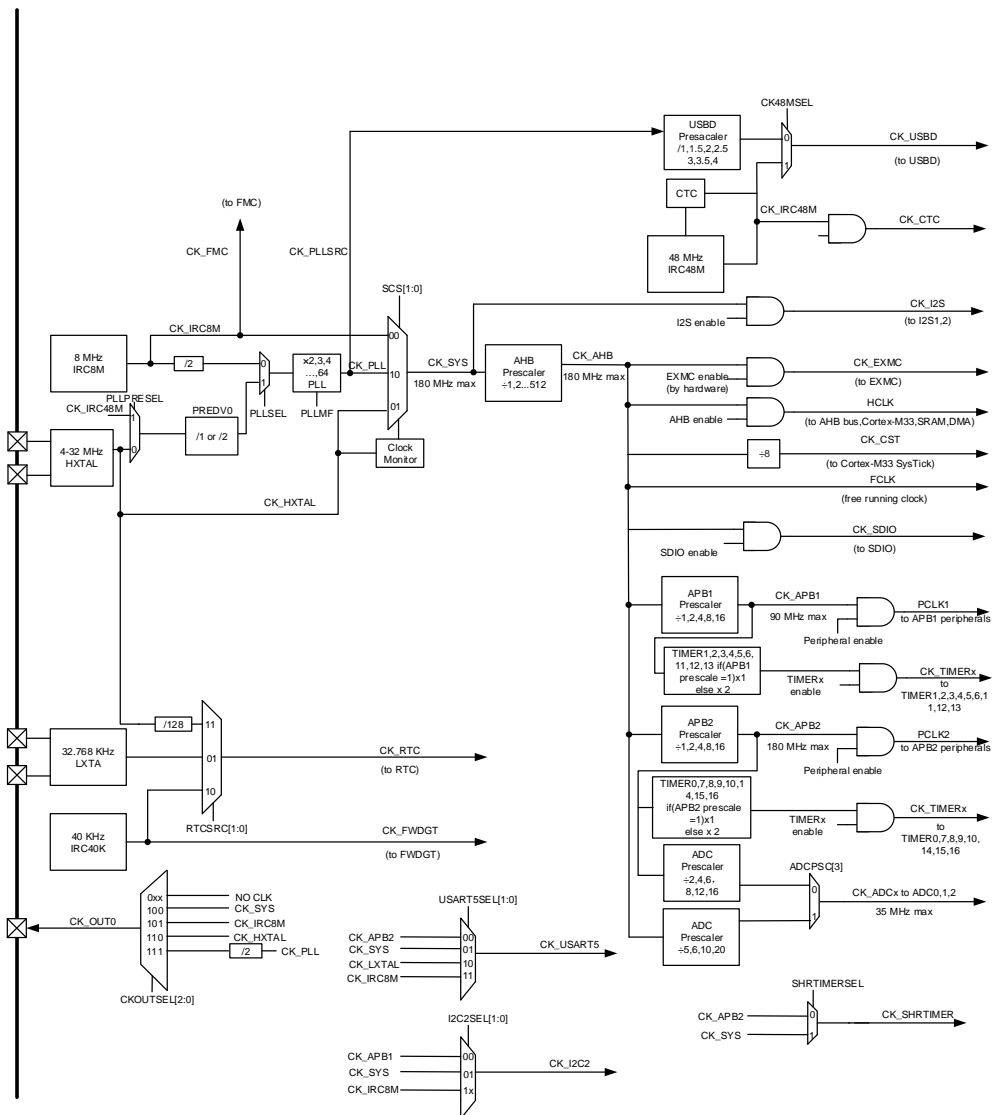 CK48MSEL
USBD
Presacaler
/1,1.5,2,2.5
3,3.5,4
0
1
CK_USBD
(to USBD)
CTC
CK_IRC48M
CK_CTC
48 MHz
IRC48M
(to FMC)
CK_FMC
CK_PLLSRC
SCS[1:0]
CK_I2S
I2S enable
(to I2S1,2)
8 MHz
IRC8M
CK_IRC8M
/2
0
1
PLLSEL
×2,3,4
…,64
PLL
PLLMF
CK_PLL
00
10
01
CK_SYS
180 MHz max
AHB
Prescaler
÷1,2...512
CK_AHB
180 MHz max
CK_EXMC
EXMC enable
(by hardware)
(to EXMC)
HCLK
AHB enable
(to AHB bus,Cortex-M33,SRAM,DMA)
PLLPRESEL
CK_IRC48M
1
0
PREDV0
/1 or /2
4-32 MHz
HXTAL
Clock
Monitor
CK_HXTAL
÷8
CK_CST
(to Cortex-M33 SysTick)
FCLK
(free running clock)
CK_SDIO
SDIO enable
(to SDIO)
APB1
Prescaler
÷1,2,4,8,16
CK_APB1
90 MHz max
PCLK1
to APB1 peripherals
Peripheral enable
TIMER1,2,3,4,5,6,
11,12,13 if(APB1
prescale =1)x1
else x 2
TIMERx
enable
CK_TIMERx
to
TIMER1,2,3,4,5,6,1
1,12,13
/128
11
01
10
RTCSRC[1:0]
32.768 KHz
LXTA
CK_RTC
(to RTC)
APB2
Prescaler
÷1,2,4,8,16
CK_APB2
180 MHz max
PCLK2
to APB2 peripherals
Peripheral enable
TIMER0,7,8,9,10,1
4,15,16
if(APB2 prescale
=1)x1
else x 2
TIMERx
enable
CK_TIMERx
to
TIMER0,7,8,9,10,
14,15,16
40 KHz
IRC40K
CK_FWDGT
(to FWDGT)
ADC
Prescaler
÷2,4,6,
8,12,16
ADCPSC[3]
0
1
CK_ADCx to ADC0,1,2
35 MHz max
ADC
Prescaler
÷5,6,10,20
CK_OUT0
0xx
100
101
110
111
NO CLK
CK_SYS
CK_IRC8M
CK_HXTAL
/2
CK_PLL
CKOUTSEL[2:0]
USART5SEL[1:0]
CK_APB2
CK_SYS
CK_LXTAL
CK_IRC8M
00
01
10
11
CK_USART5
SHRTIMERSEL
CK_APB2
CK_SYS
0
1
CK_SHRTIMER
I2C2SEL[1:0]
CK_APB1
CK_SYS
CK_IRC8M
00
01
1x
CK_I2C2